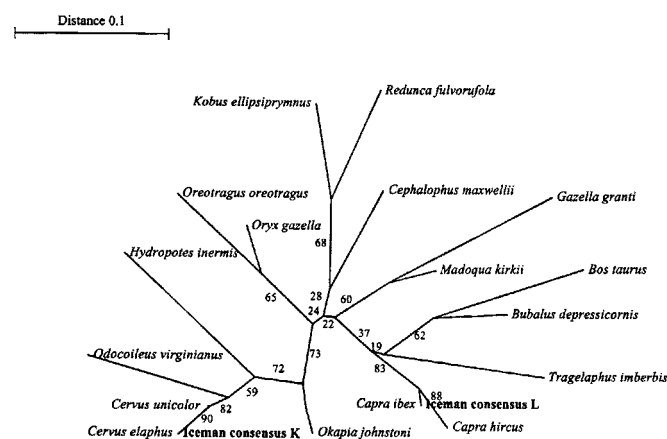 Distance 0.1
Redunca fulvorufola
Kobus ellipsiprymnus
Oreotragus oreotragus
Cephalophus maxwellii
Gazella granti
Oryx gazella
68
Hydropotes inermis
Madoqua kirkii
Bos taurus
65
28
60
24
22
Bubalus depressicornis
37
62
19
Odocoileus virginianus
72
73
83
59
Tragelaphus imberbis
88
Cervus unicolor
82
Capra ibex Iceman consensus L
90
Capra hircus
Cervus elaphus Iceman consensus K
Okapia johnstoni